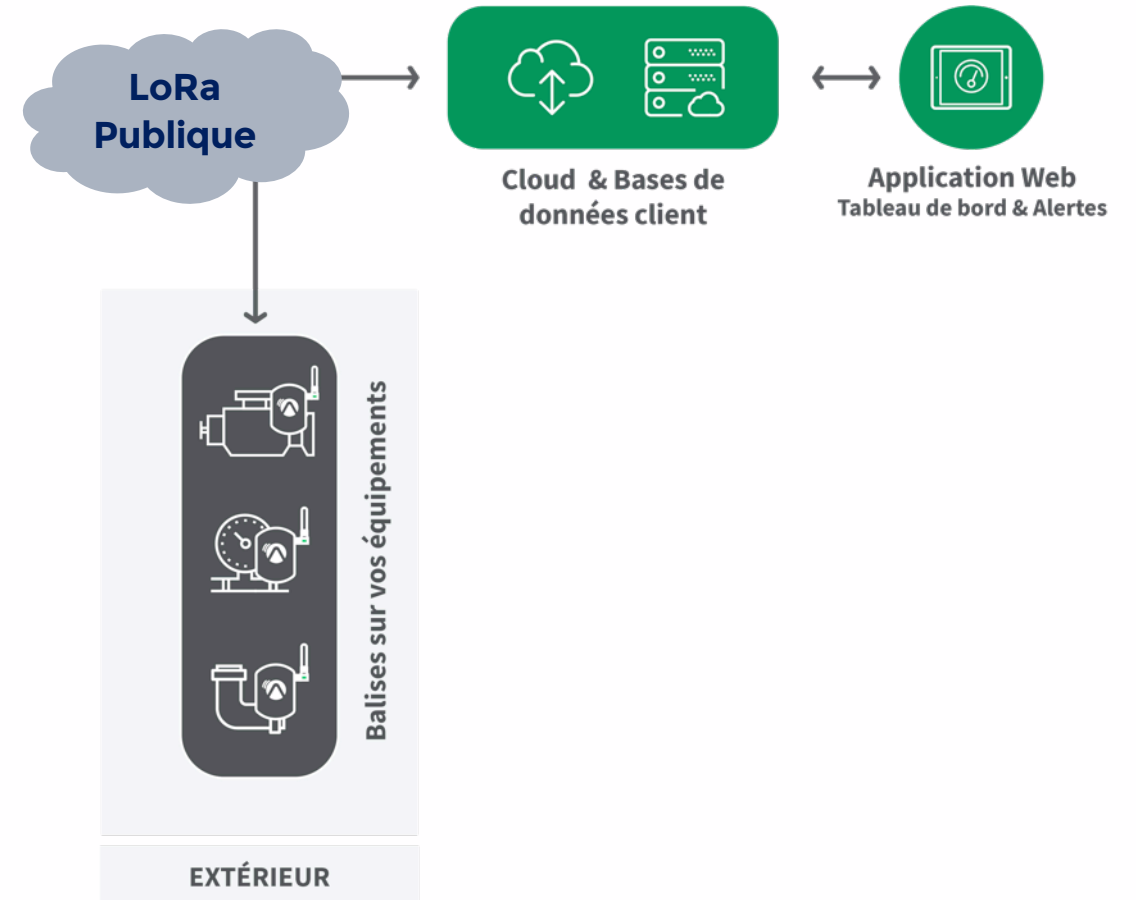 LoRa
Publique
Cloud & Bases de
données client
Application Web
Tableau de bord & Alertes
Balises sur vos équipements
EXTÉRIEUR